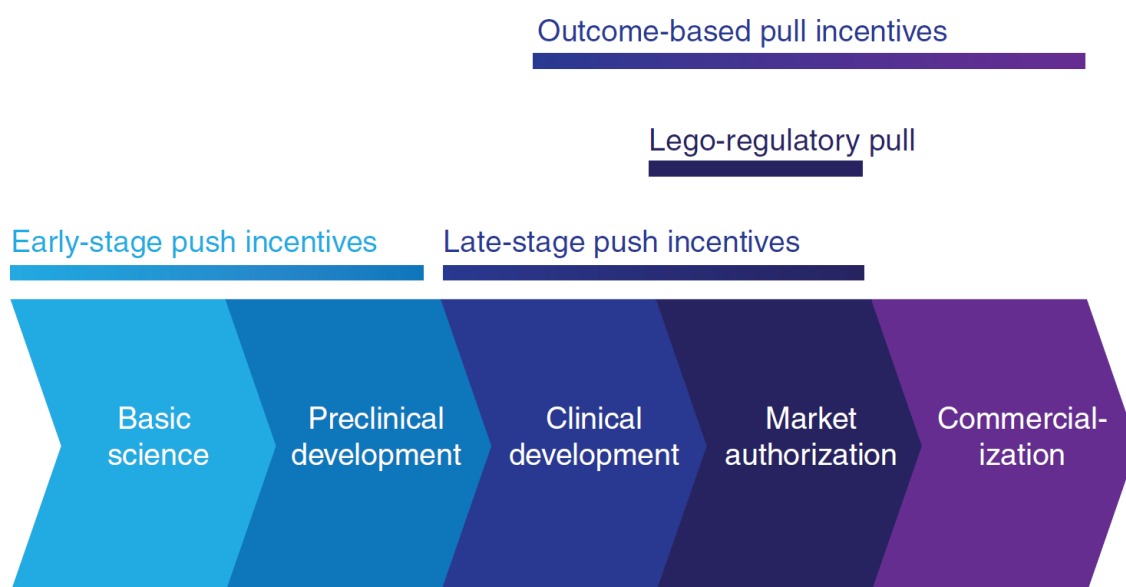 Outcome-based pull incentives
Lego-regulatory pull
Early-stage push incentives
Late-stage push incentives
Basic
science
Preclinical
development
Clinical
development
Market
authorization
Commercial-
ization